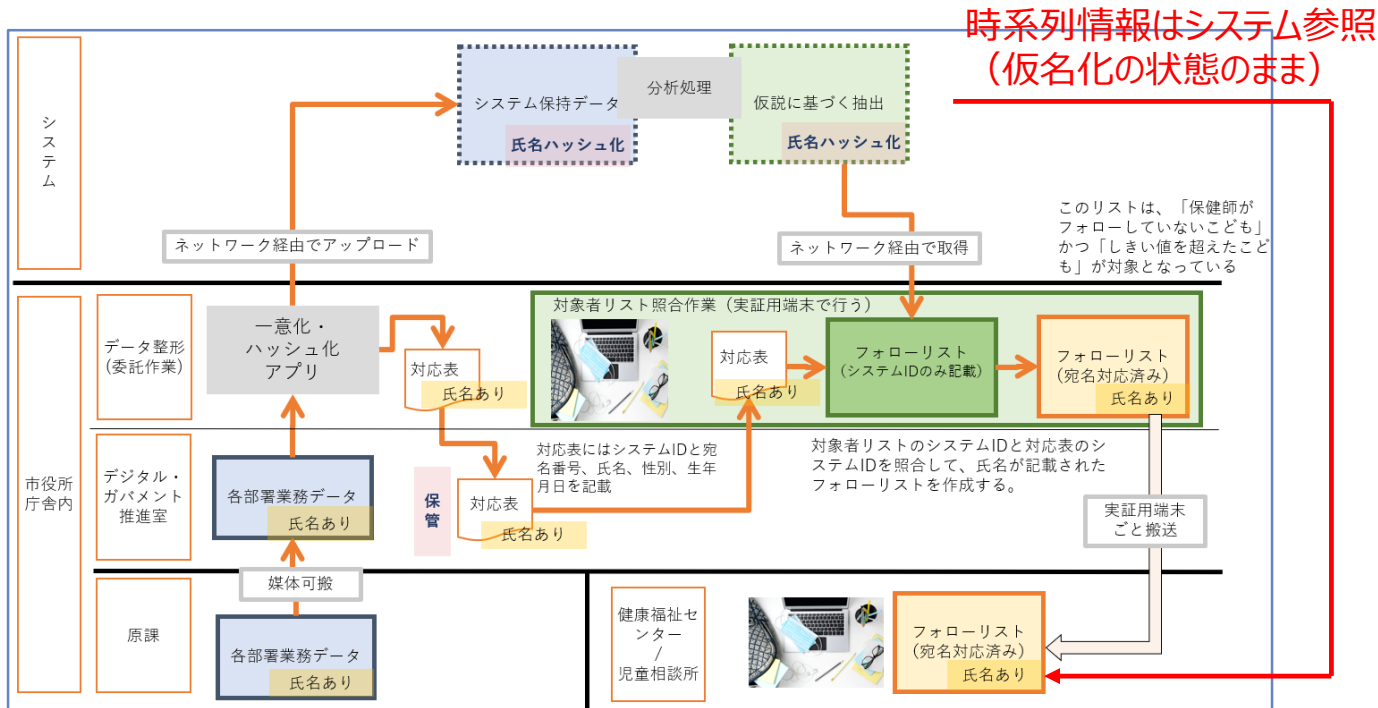 時系列情報はシステム参照
（仮名化の状態のまま）
システム
システム保持データ
氏名ハッシュ化
分析処理
仮説に基づく抽出
氏名ハッシュ化
ネットワーク経由でアップロード
ネットワーク経由で取得
このリストは、「保健師が
フォローしていないこども」
かつ「しきい値を超えたこど
も」が対象となっている
市役所
庁舎内
データ整形
(委託作業)
一意化・
ハッシュ化
アプリ
対応表
氏名あり
対象者リスト照合作業（実証用端末で行う）
対応表
氏名あり
フォローリスト
(システムIDのみ記載)
フォローリスト
(宛名対応済み)
氏名あり
デジタル・
ガバメント
推進室
各部署業務データ
氏名あり
保管
対応表にはシステムIDと宛
名番号、氏名、性別、生年
月日を記載
対応表
氏名あり
対象者リストのシステムIDと対応表のシ
ステムIDを照合して、氏名が記載された
フォローリストを作成する。
実証用端末
ごと搬送
媒体可搬
原課
各部署業務データ
氏名あり
健康福祉セ
ンター
/
児童相談所
フォローリスト
(宛名対応済み)
氏名あり